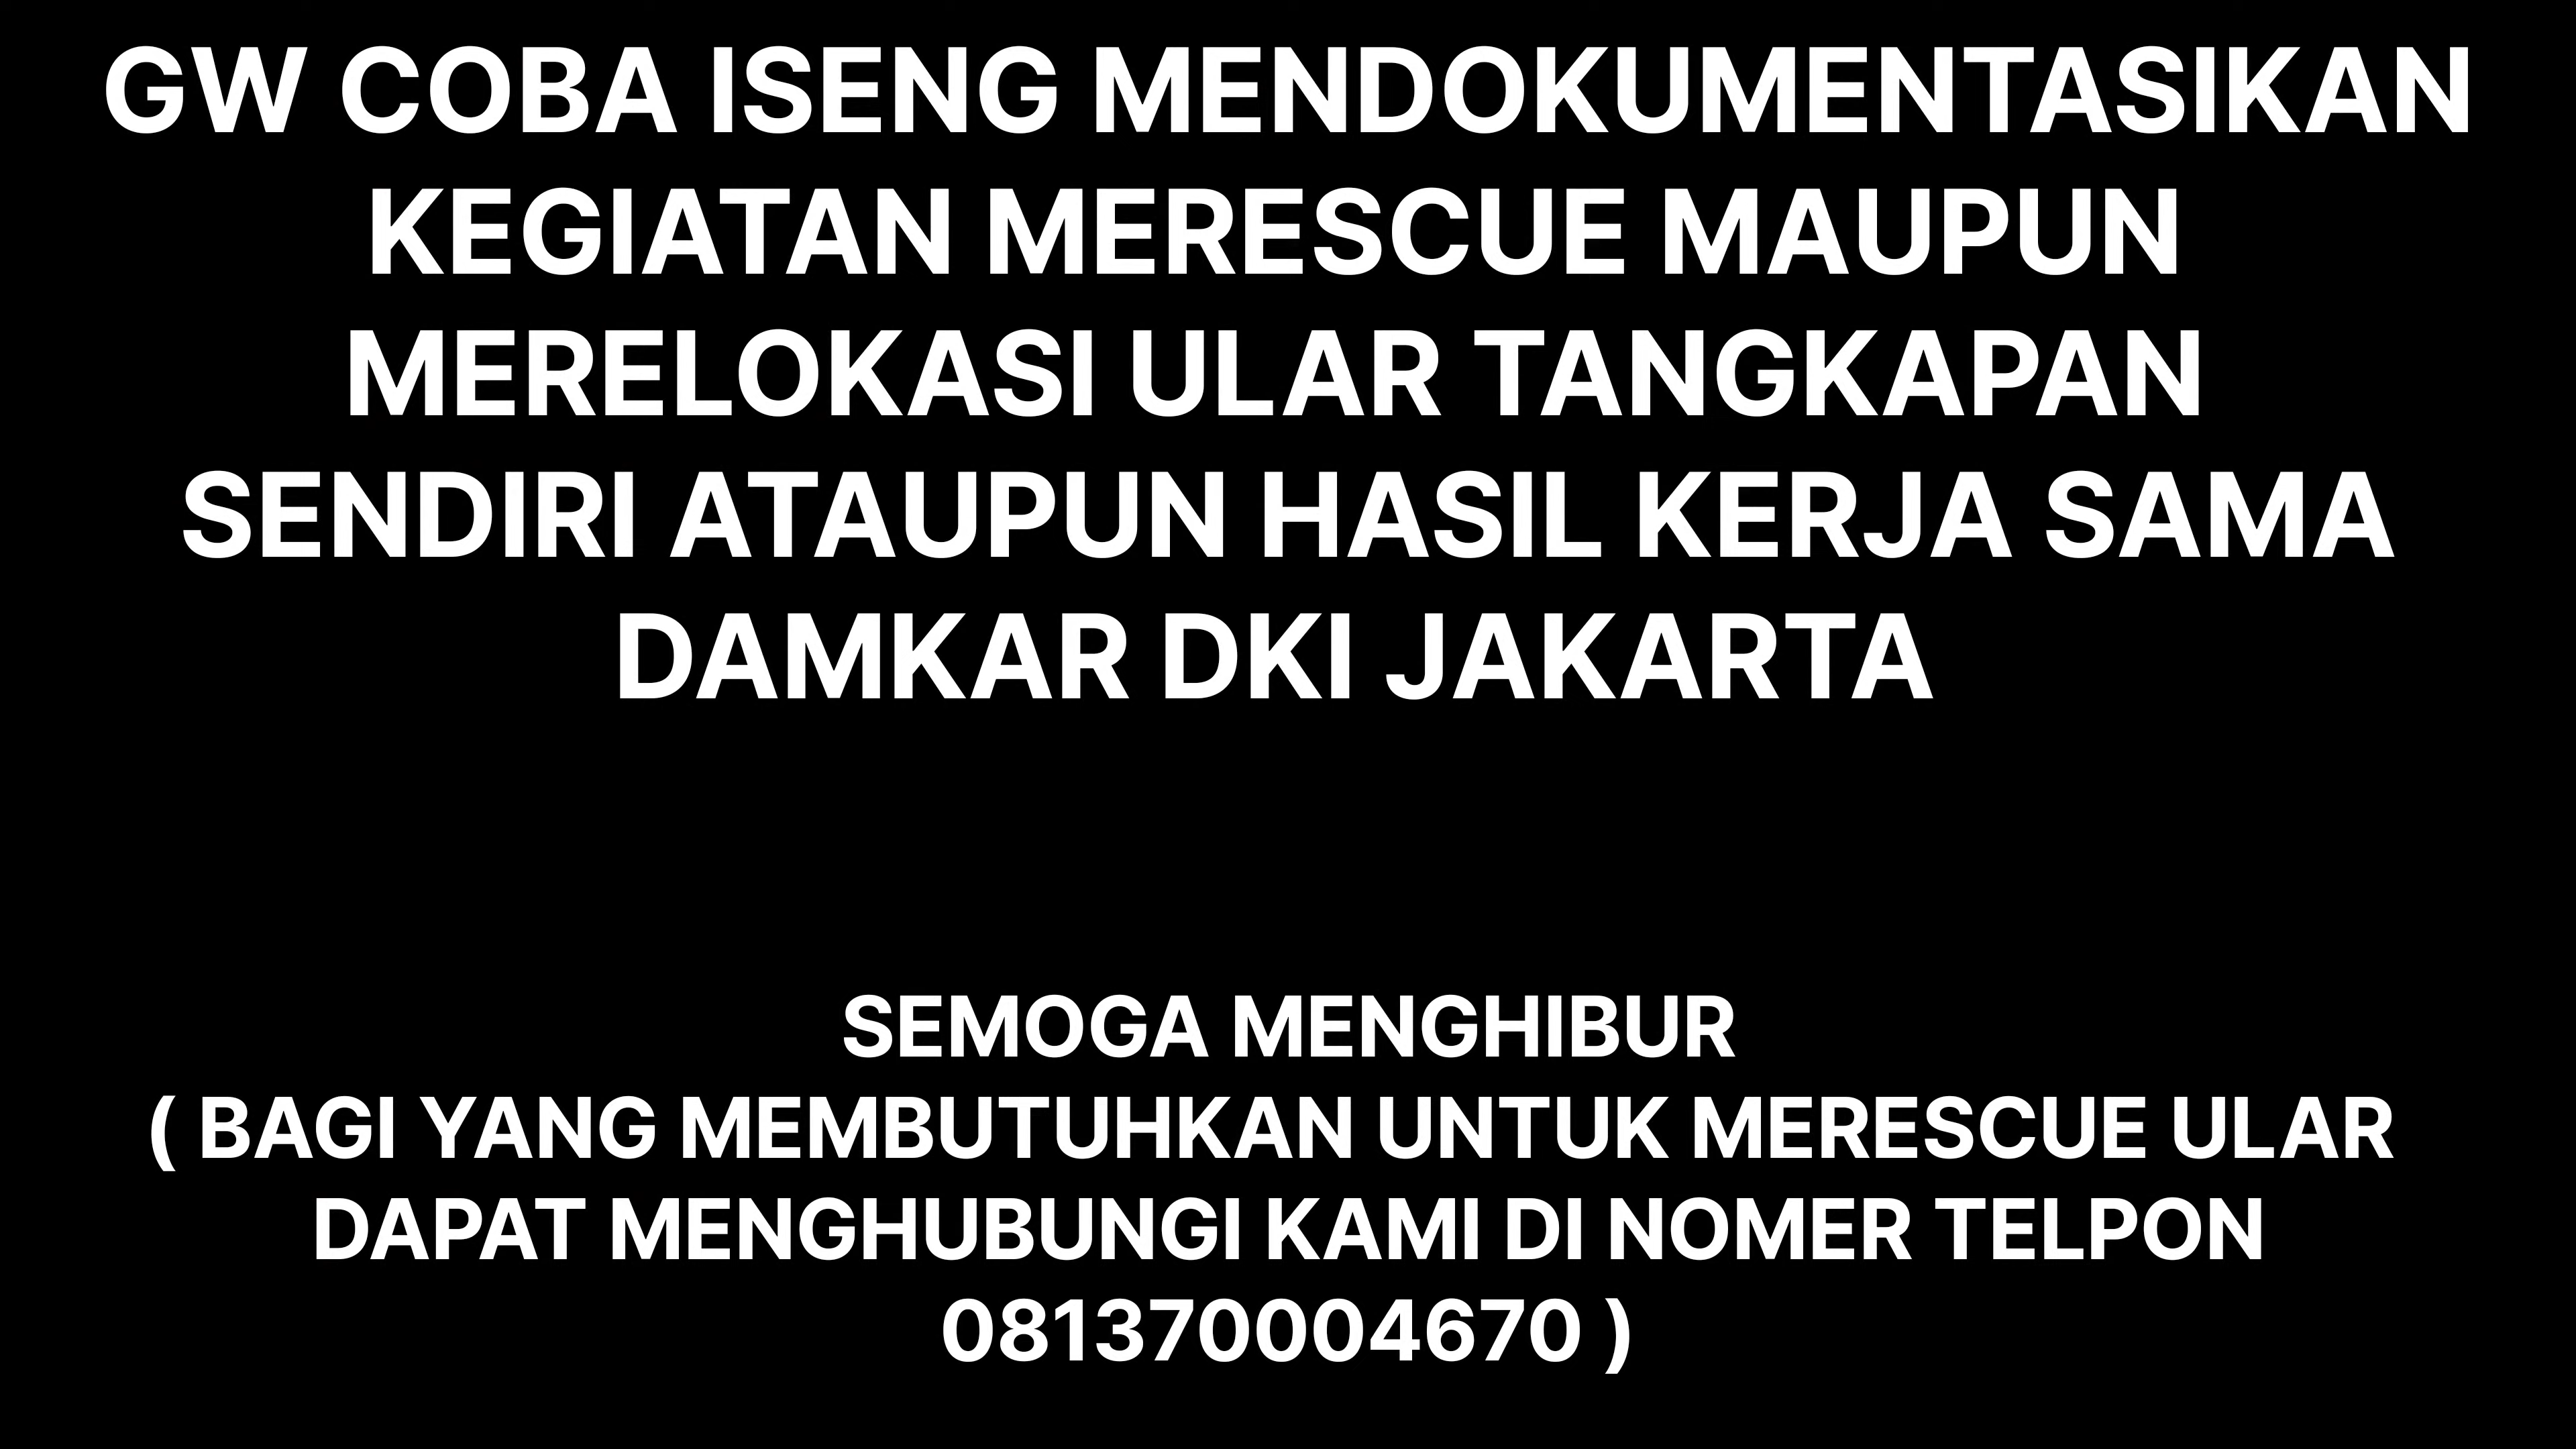 GW COBA ISENG MENDOKUMENTASIKAN
KEGIATAN MERESCUE MAUPUN
MERELOKASI ULAR TANGKAPAN
SENDIRI ATAUPUN HASIL KERJA SAMA
DAMKAR DKI JAKARTA
SEMOGA MENGHIBUR
( BAGI YANG MEMBUTUHKAN UNTUK MERESCUE ULAR
DAPAT MENGHUBUNGI KAMI DI NOMER TELPON
081370004670 )